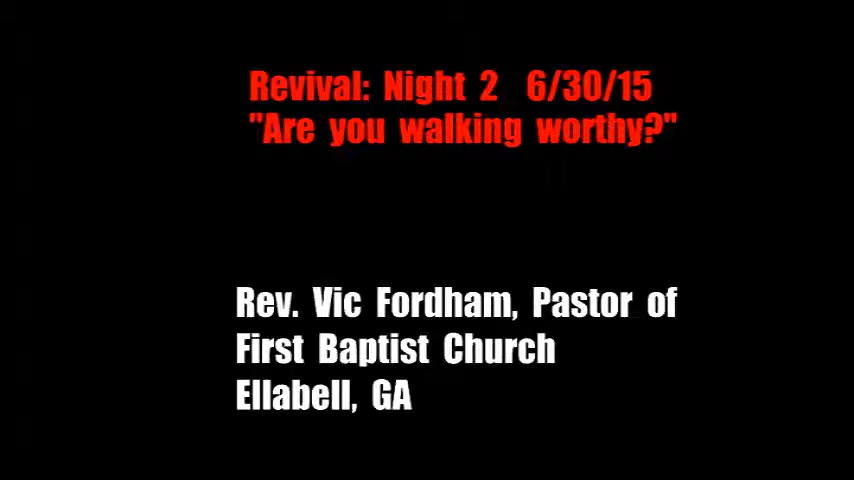 Revival: Night 2 6/30/15
"Are you walking worthy?"
Rev. Vic Fordham, Pastor of
First Baptist Church
Ellabell, GA